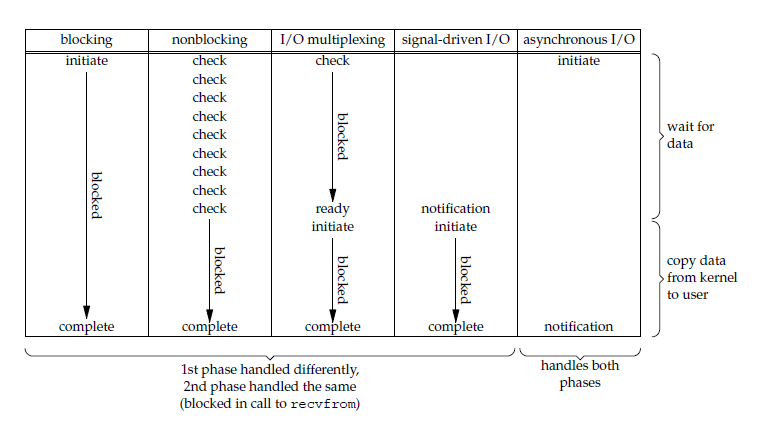 blocking nonblocking I/O multiplexing signal-driven I/O asynchronous I/O
initiate check check initiate
check
check
check
check
check
check
check
check ready notification
initiate initiate
blocked
blocked
blocked
blocked
blocked
complete complete complete complete notification
wait for
data
copy data
from kernel
to user
1st phase handled differently,
2nd phase handled the same
(blocked in call to recvfrom)
handles both
phases